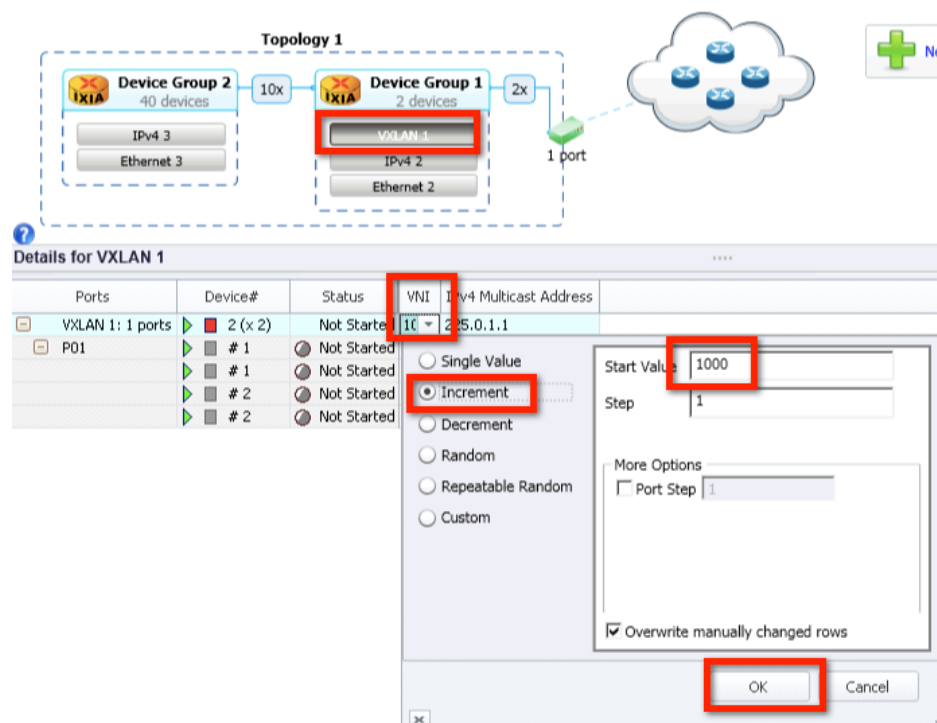 Topology 1
Ne
IXIA
Device Group 2
40 devices
10x
IXIA
Device Group 1
2 devices
2x
IPv4 3
Ethernet 3
VXLAN 1
IPv4 2
Ethernet 2
1 port
?
Details for VXLAN 1
Ports Device# Status VNI IPv4 Multicast Address
VXLAN 1: 1 ports 2 (x 2) Not Started 10 225.0.1.1
P01 # 1 Not Started
# 1 Not Started
# 2 Not Started
# 2 Not Started
Single Value
Increment
Decrement
Random
Repeatable Random
Custom
Start Value 1000
Step 1
More Options
Port Step 1
Overwrite manually changed rows
OK Cancel